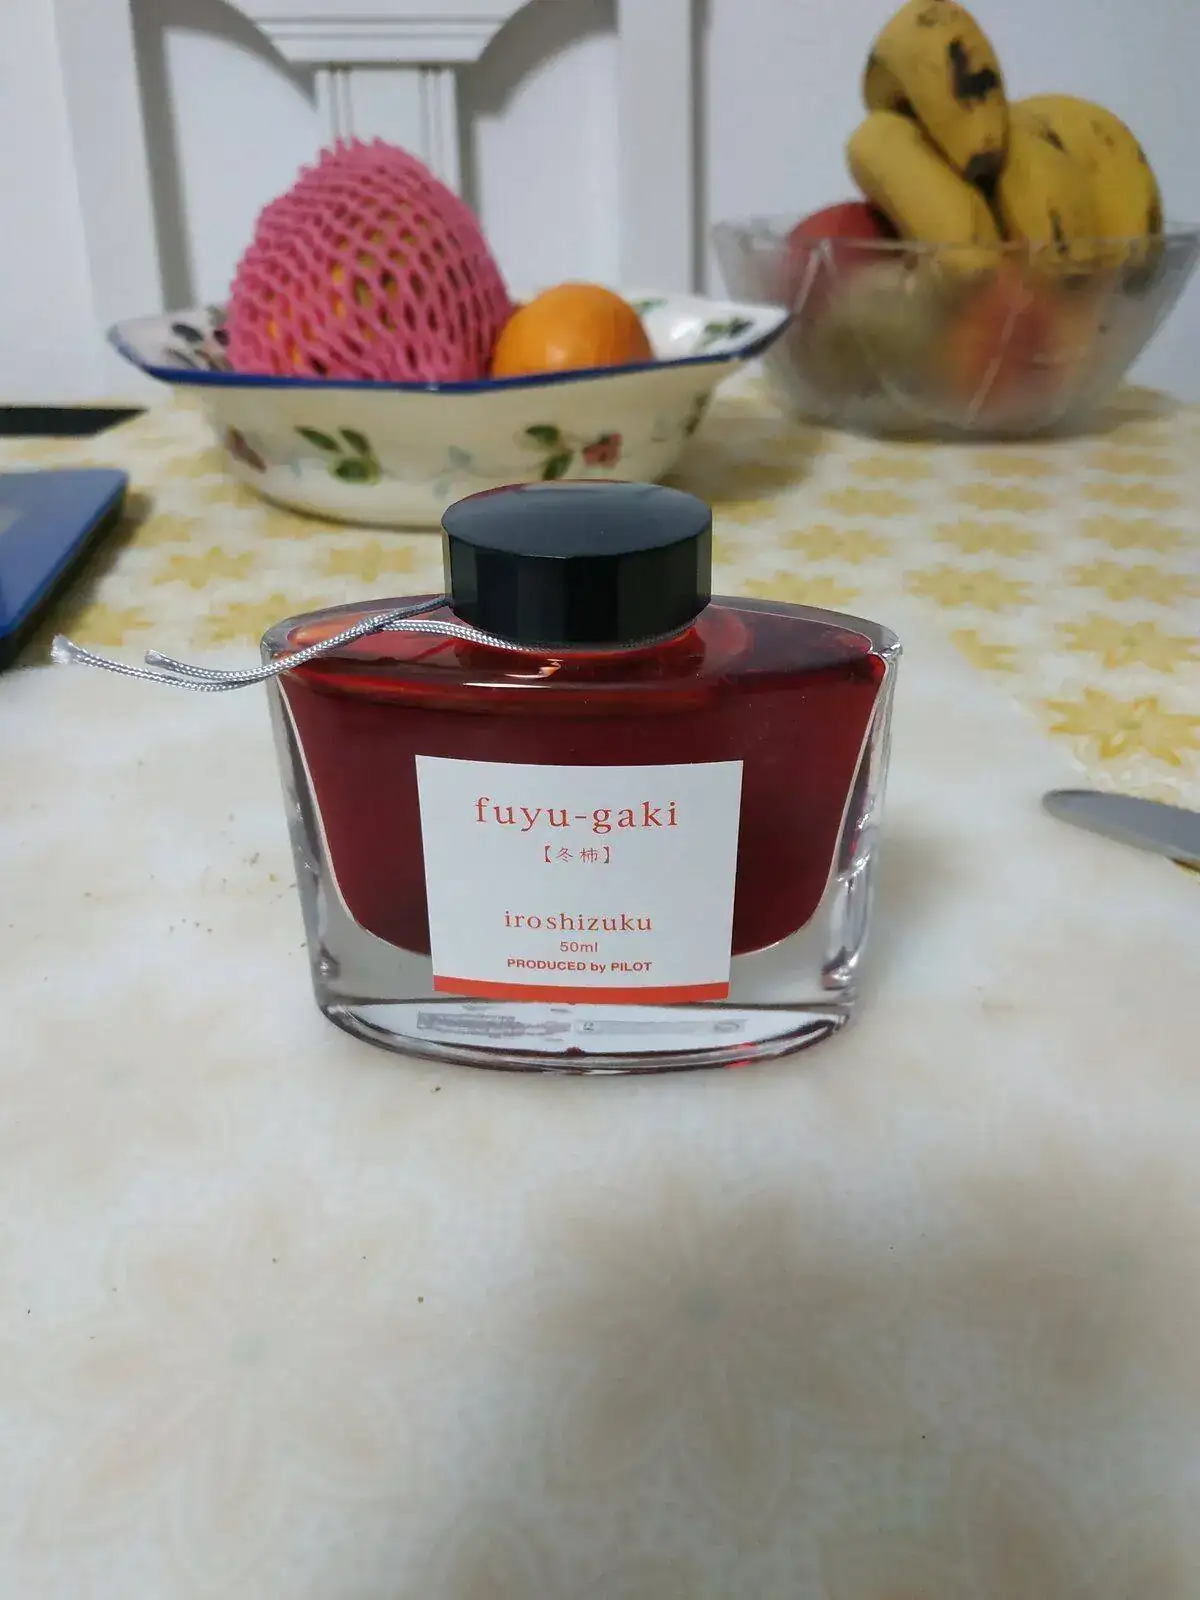 fuyu-gaki
【冬柿】
iroshizuku
50ml
PRODUCED by PILOT